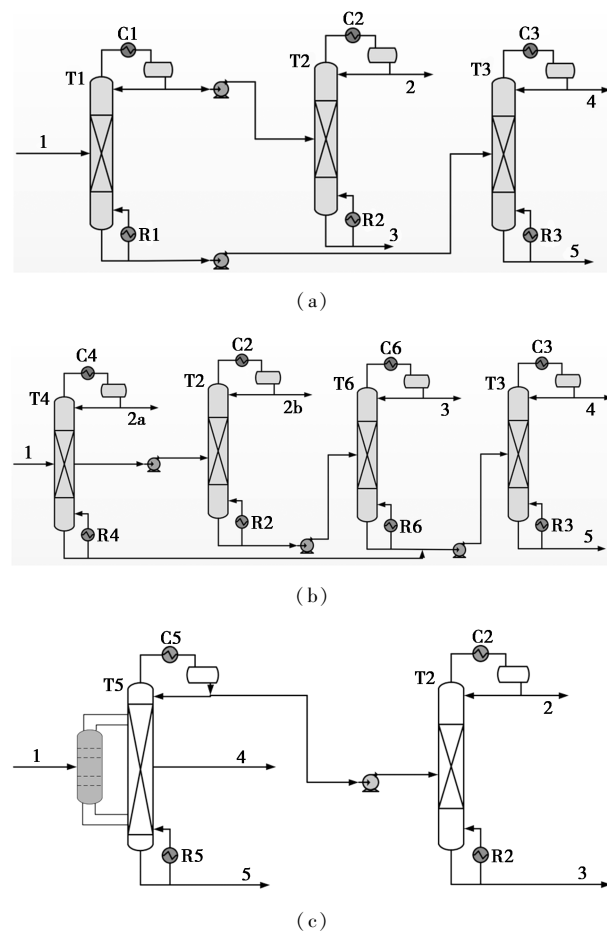 C1 C2 C3
T1 T2 T3
2 4
1
R1 R2 R3
3 5
(a)
C4 C2 C6 C3
T4 T2 T6 T3
2a 2b 3 4
1
R4 R2 R6 R3
5
(b)
C5 C2
T5 T2
2
1 4
R5 R2
5 3
(c)